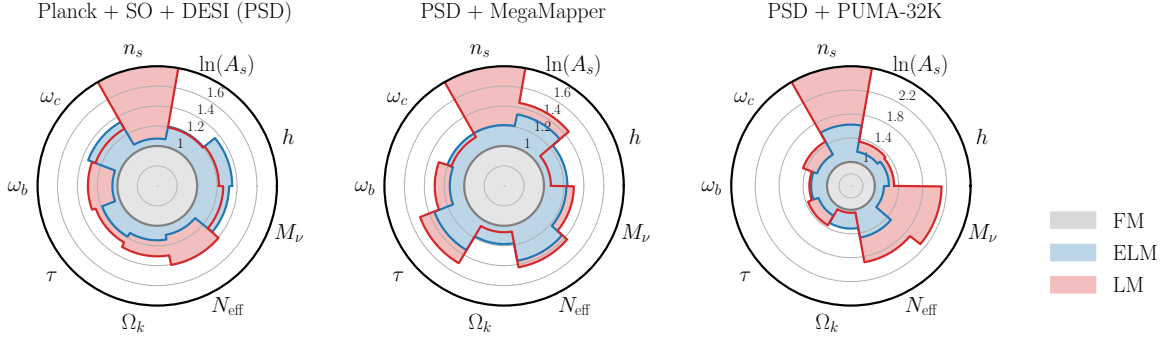 Planck + SO + DESI (PSD)
PSD + MegaMapper
PSD + PUMA-32K
n_s
ln(A_s)
h
M_ν
N_eff
Ω_k
τ
ω_b
ω_c
1
1.2
1.4
1.6
n_s
ln(A_s)
h
M_ν
N_eff
Ω_k
τ
ω_b
ω_c
1
1.2
1.4
1.6
n_s
ln(A_s)
h
M_ν
N_eff
Ω_k
τ
ω_b
ω_c
1
1.4
1.8
2.2
FM
ELM
LM